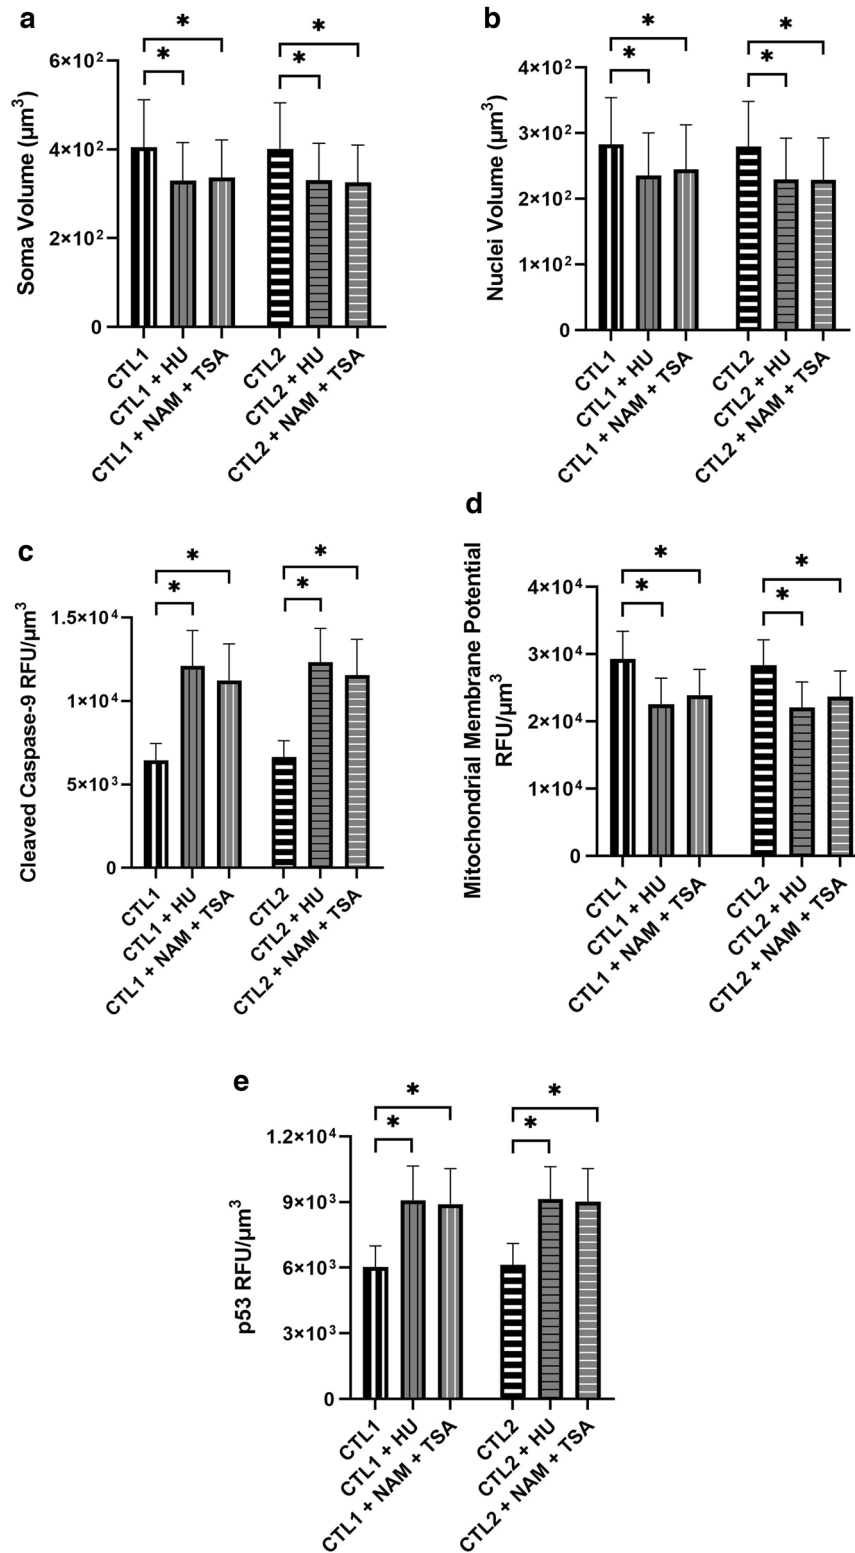 a
*
*
*
*
6×10²
4×10²
2×10²
0
Soma Volume (μm³)
CTL1
CTL1 + HU
CTL1 + NAM + TSA
CTL2
CTL2 + HU
CTL2 + NAM + TSA
b
*
*
*
*
4×10²
3×10²
2×10²
1×10²
0
Nuclei Volume (μm³)
CTL1
CTL1 + HU
CTL1 + NAM + TSA
CTL2
CTL2 + HU
CTL2 + NAM + TSA
c
*
*
*
*
1.5×10⁴
1×10⁴
5×10³
0
Cleaved Caspase-9 RFU/μm³
CTL1
CTL1 + HU
CTL1 + NAM + TSA
CTL2
CTL2 + HU
CTL2 + NAM + TSA
d
*
*
*
*
4×10⁴
3×10⁴
2×10⁴
1×10⁴
0
Mitochondrial Membrane Potential
RFU/μm³
CTL1
CTL1 + HU
CTL1 + NAM + TSA
CTL2
CTL2 + HU
CTL2 + NAM + TSA
e
*
*
*
*
1.2×10⁴
9×10³
6×10³
3×10³
0
p53 RFU/μm³
CTL1
CTL1 + HU
CTL1 + NAM + TSA
CTL2
CTL2 + HU
CTL2 + NAM + TSA